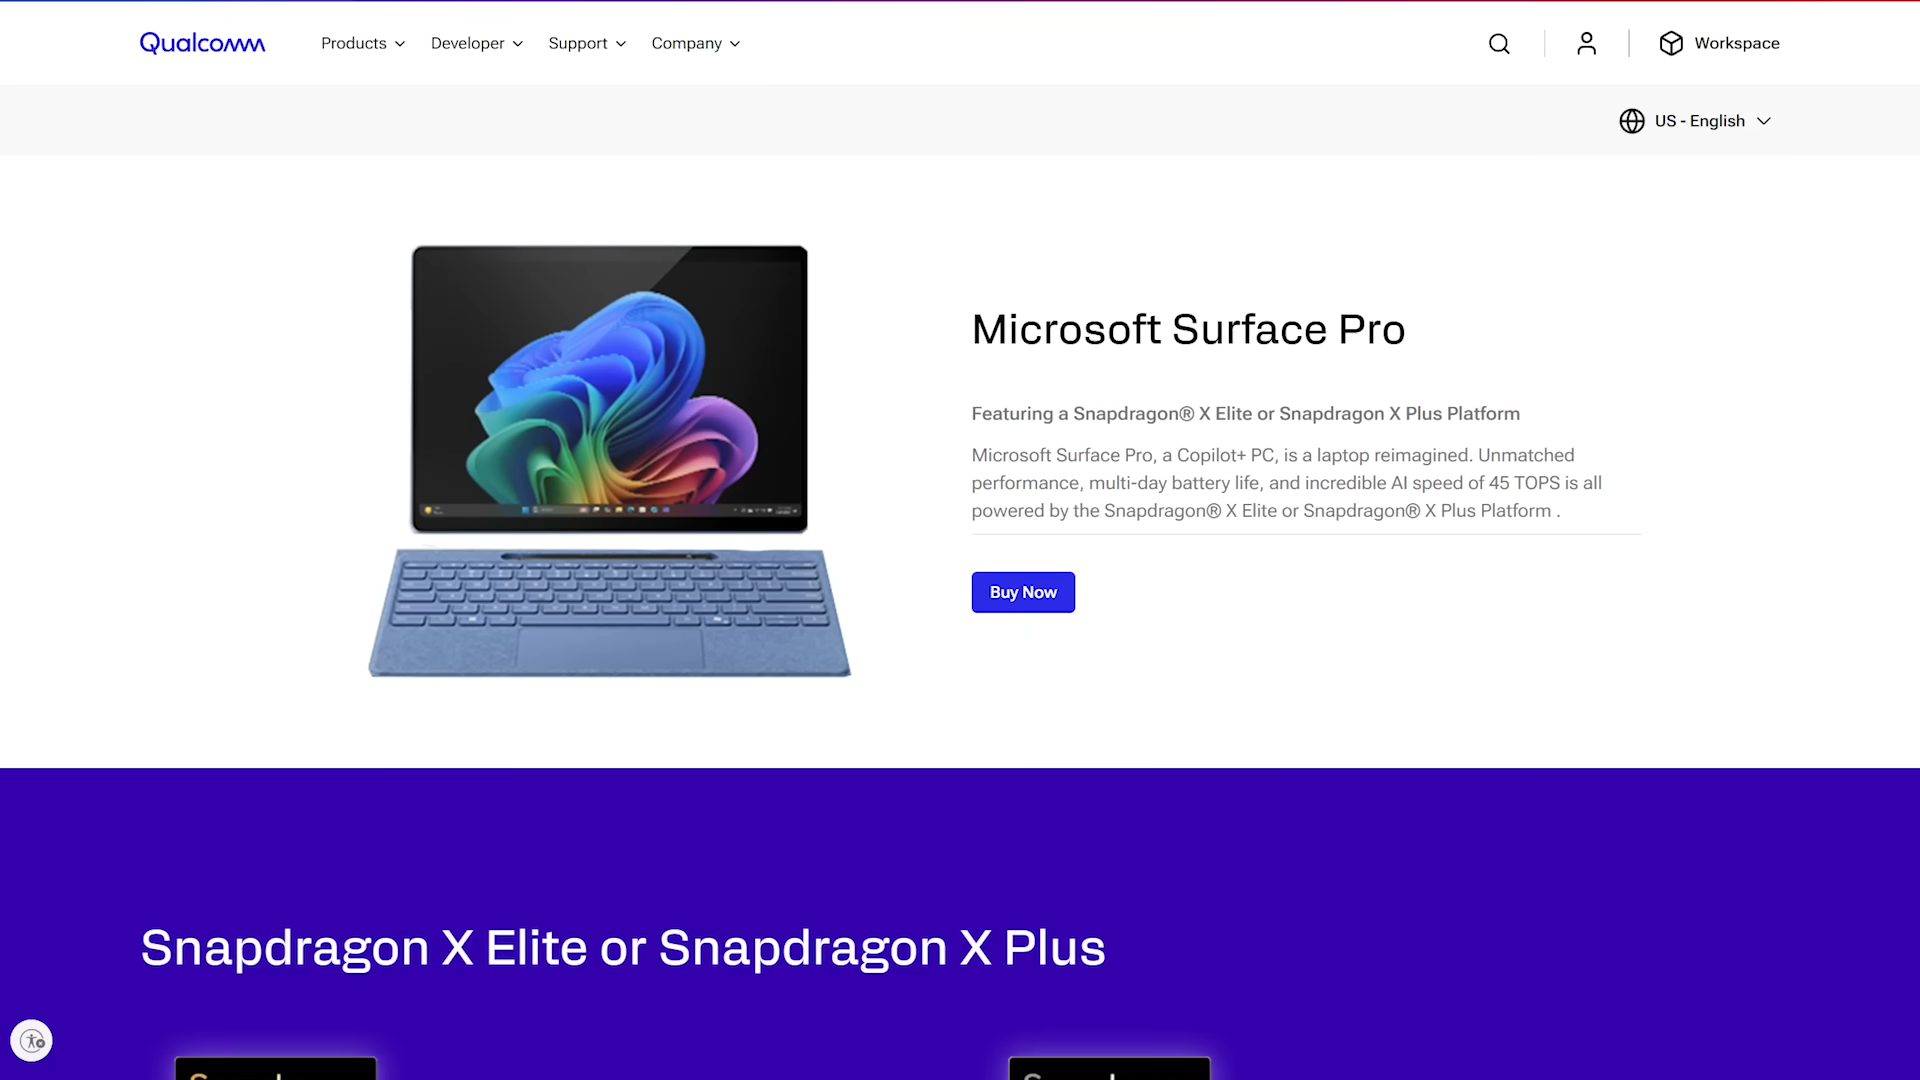 Qualcomm
Products
Developer
Support
Company
Workspace
US - English
Microsoft Surface Pro
Featuring a Snapdragon® X Elite or Snapdragon X Plus Platform
Microsoft Surface Pro, a Copilot+ PC, is a laptop reimagined. Unmatched
performance, multi-day battery life, and incredible AI speed of 45 TOPS is all
powered by the Snapdragon® X Elite or Snapdragon® X Plus Platform .
Buy Now
Snapdragon X Elite or Snapdragon X Plus